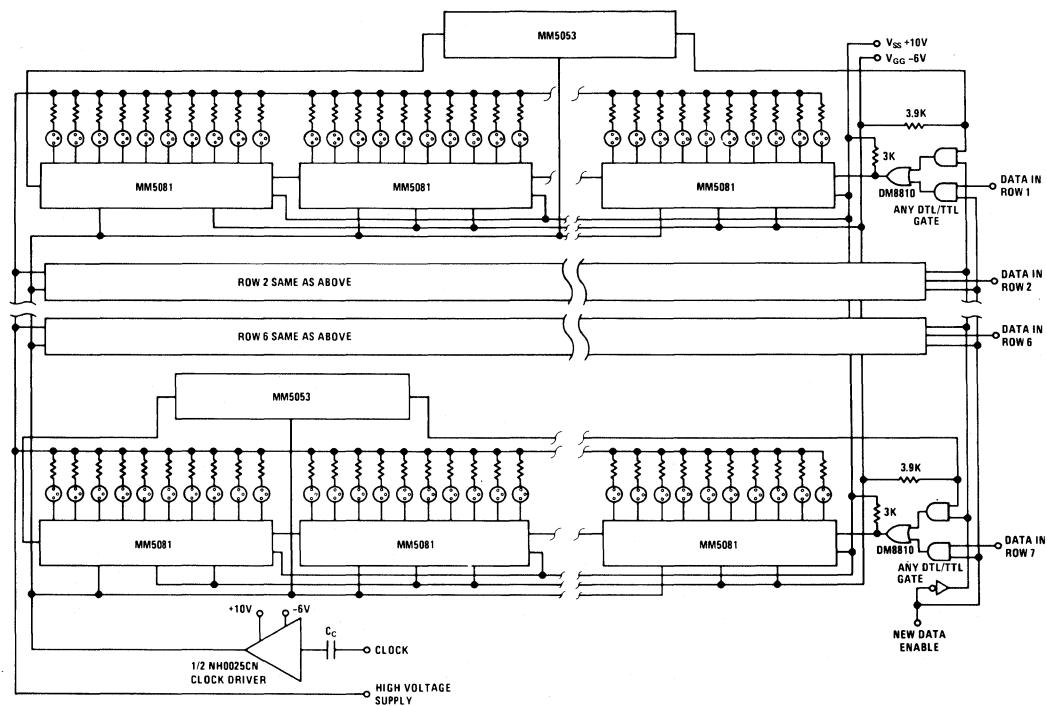 MM5053
VSS +10V
VGG -6V
3.9K
3K
MM5081
MM5081
MM5081
DM8810
DATA IN
ROW 1
ANY DTL/TTL
GATE
ROW 2 SAME AS ABOVE
DATA IN
ROW 2
ROW 6 SAME AS ABOVE
DATA IN
ROW 6
MM5053
3.9K
3K
MM5081
MM5081
MM5081
DM8810
DATA IN
ROW 7
ANY DTL/TTL
GATE
+10V
-6V
CC
CLOCK
1/2 NH0025CN
CLOCK DRIVER
NEW DATA
ENABLE
HIGH VOLTAGE
SUPPLY